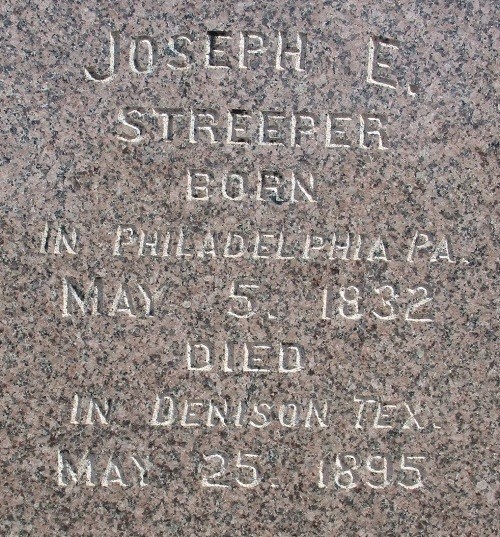 JOSEPH E.
STREEPER
BORN
IN PHILADELPHIA PA.
MAY 5. 1832
DIED
IN DENISON TEX.
MAY 25. 1895